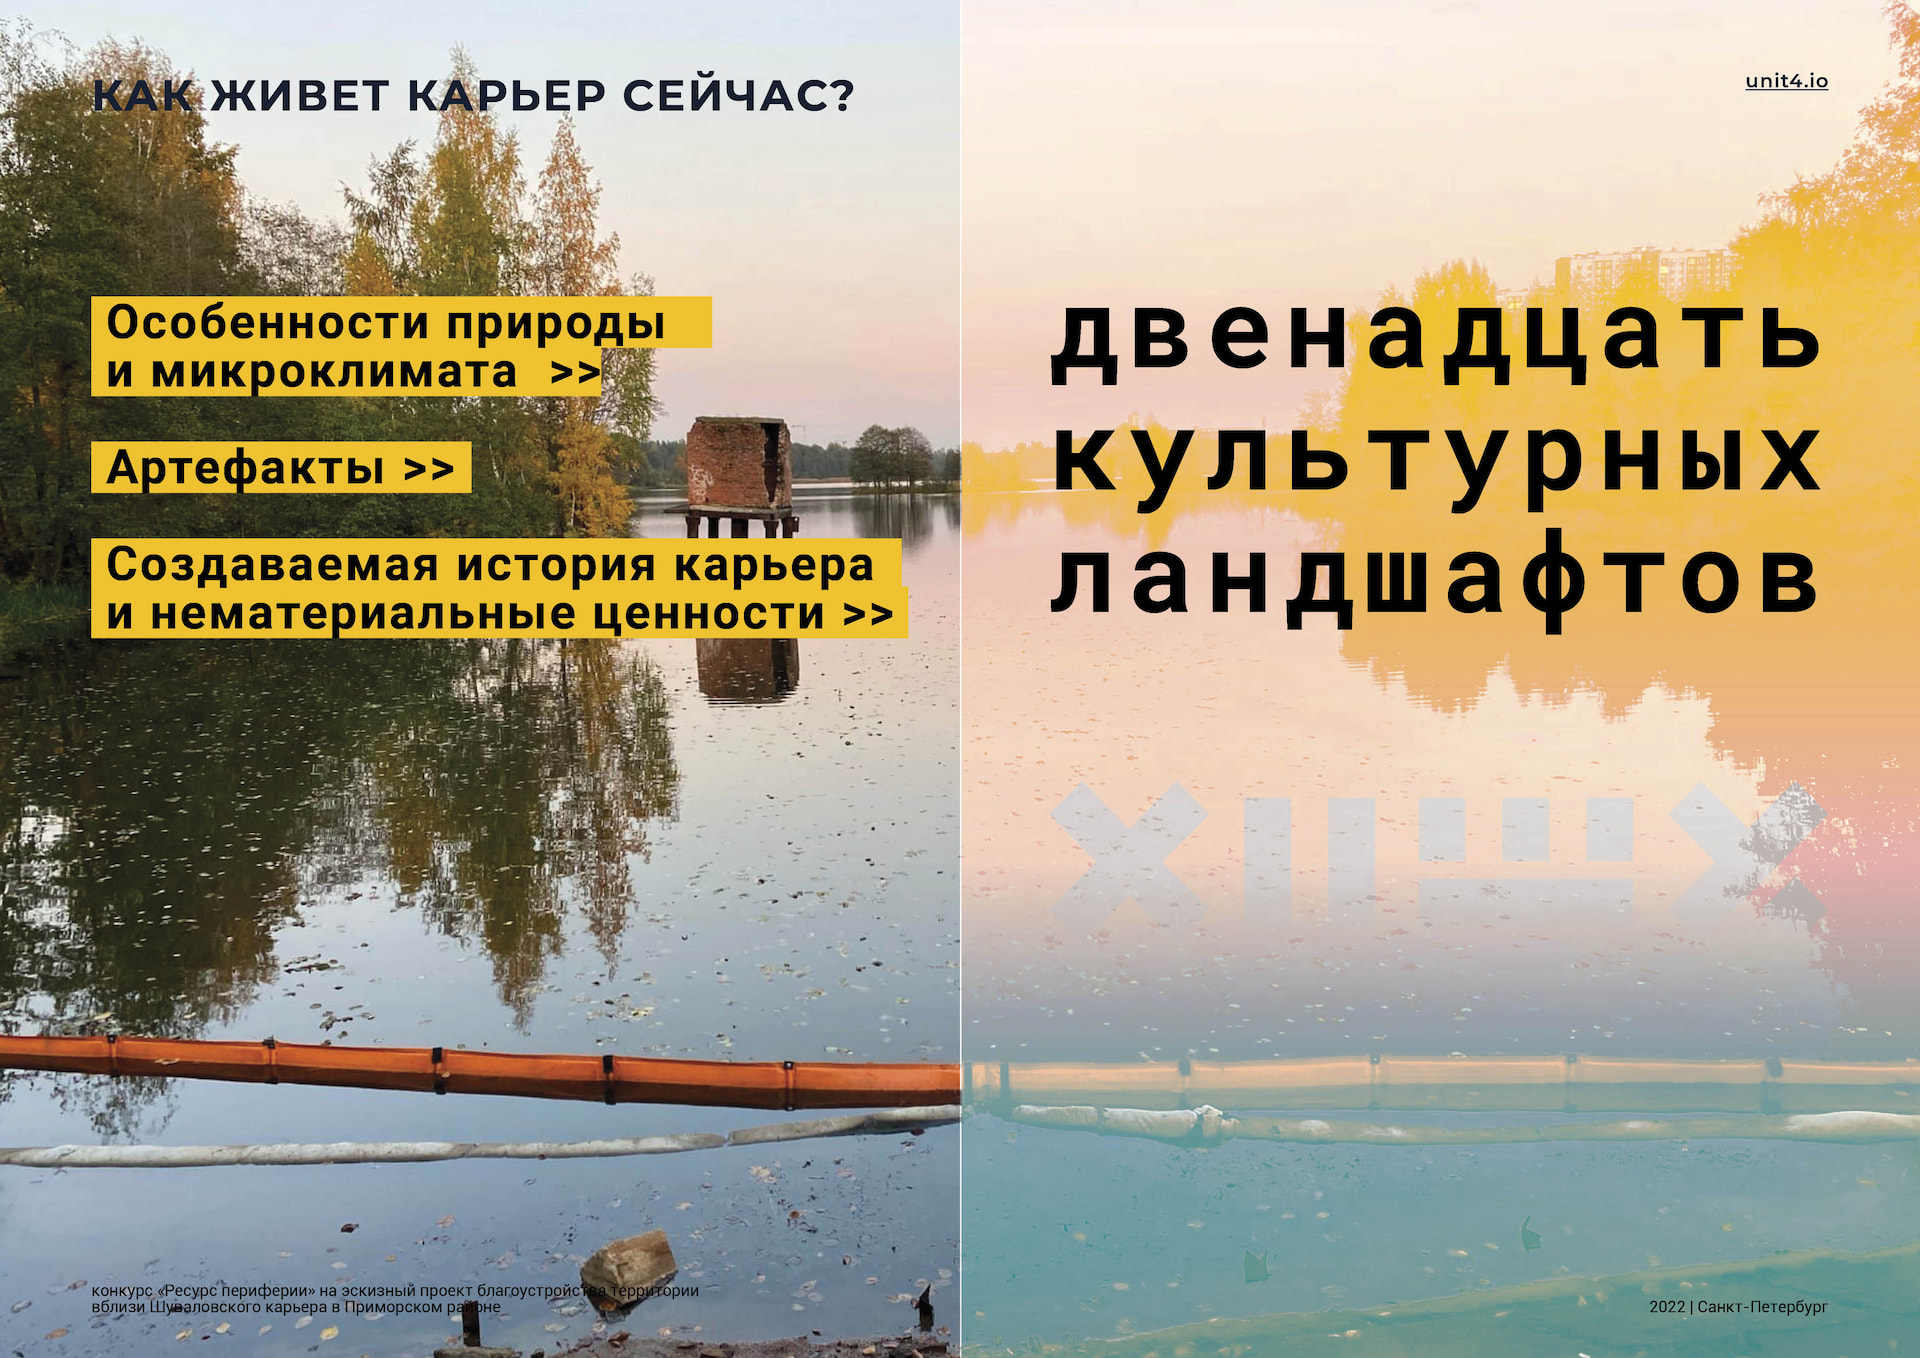 КАК ЖИВЕТ КАРЬЕР СЕЙЧАС?
Особенности природы
и микроклимата >>
Артефакты >>
Создаваемая история карьера
и нематериальные ценности >>
конкурс «Ресурс периферии» на эскизный проект благоустройства территории
вблизи Шуваловского карьера в Приморском районе
unit4.io
двенадцать
культурных
ландшафтов
2022 | Санкт-Петербург